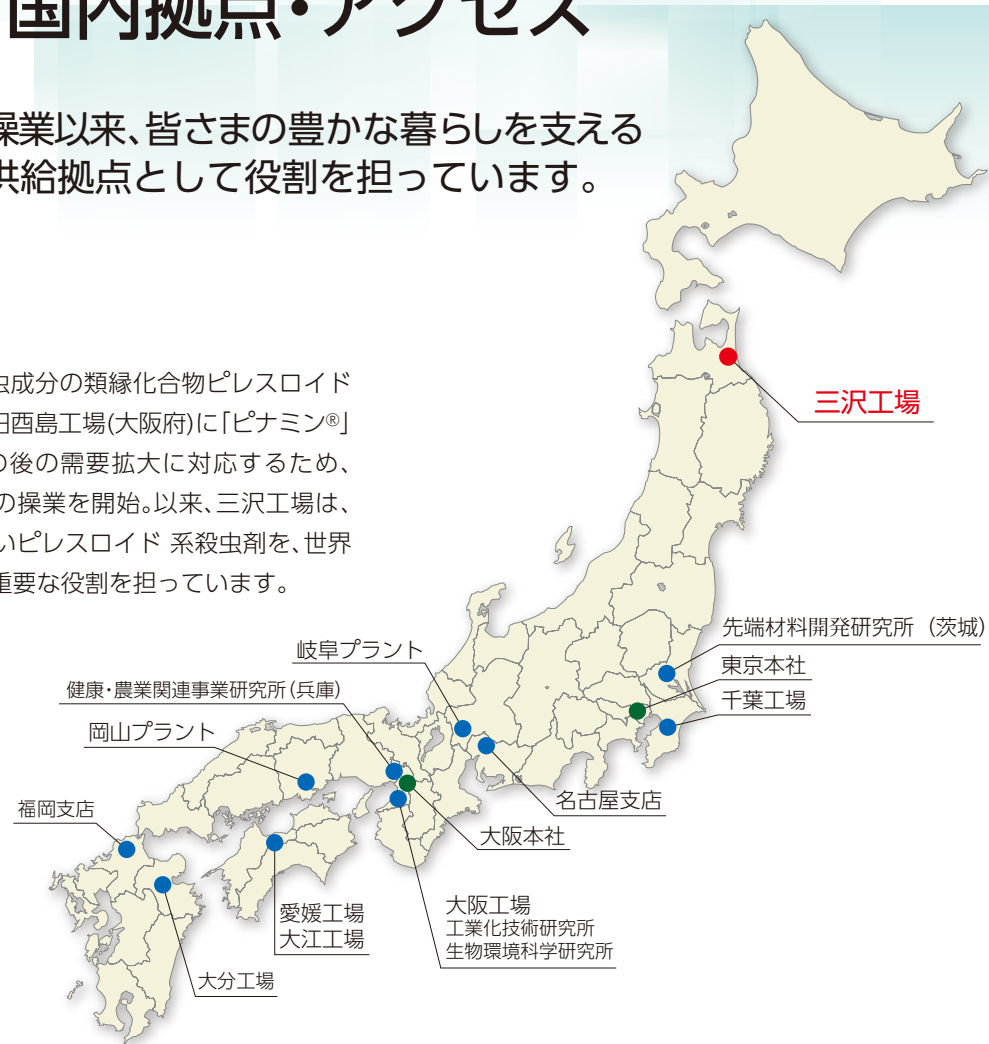 国内拠点・アクセス
操業以来、皆さまの豊かな暮らしを支える
共給拠点として役割を担っています。
虫成分の類縁化合物ピレスロイド
旧酉島工場(大阪府)に「ピナミン®」
の後の需要拡大に対応するため、
の操業を開始。以来、三沢工場は、
いピレスロイド 系殺虫剤を、世界
重要な役割を担っています。
三沢工場
先端材料開発研究所（茨城）
東京本社
千葉工場
岐阜プラント
健康・農業関連事業研究所(兵庫)
岡山プラント
福岡支店
名古屋支店
大阪本社
愛媛工場
大江工場
大阪工場
工業化技術研究所
生物環境科学研究所
大分工場